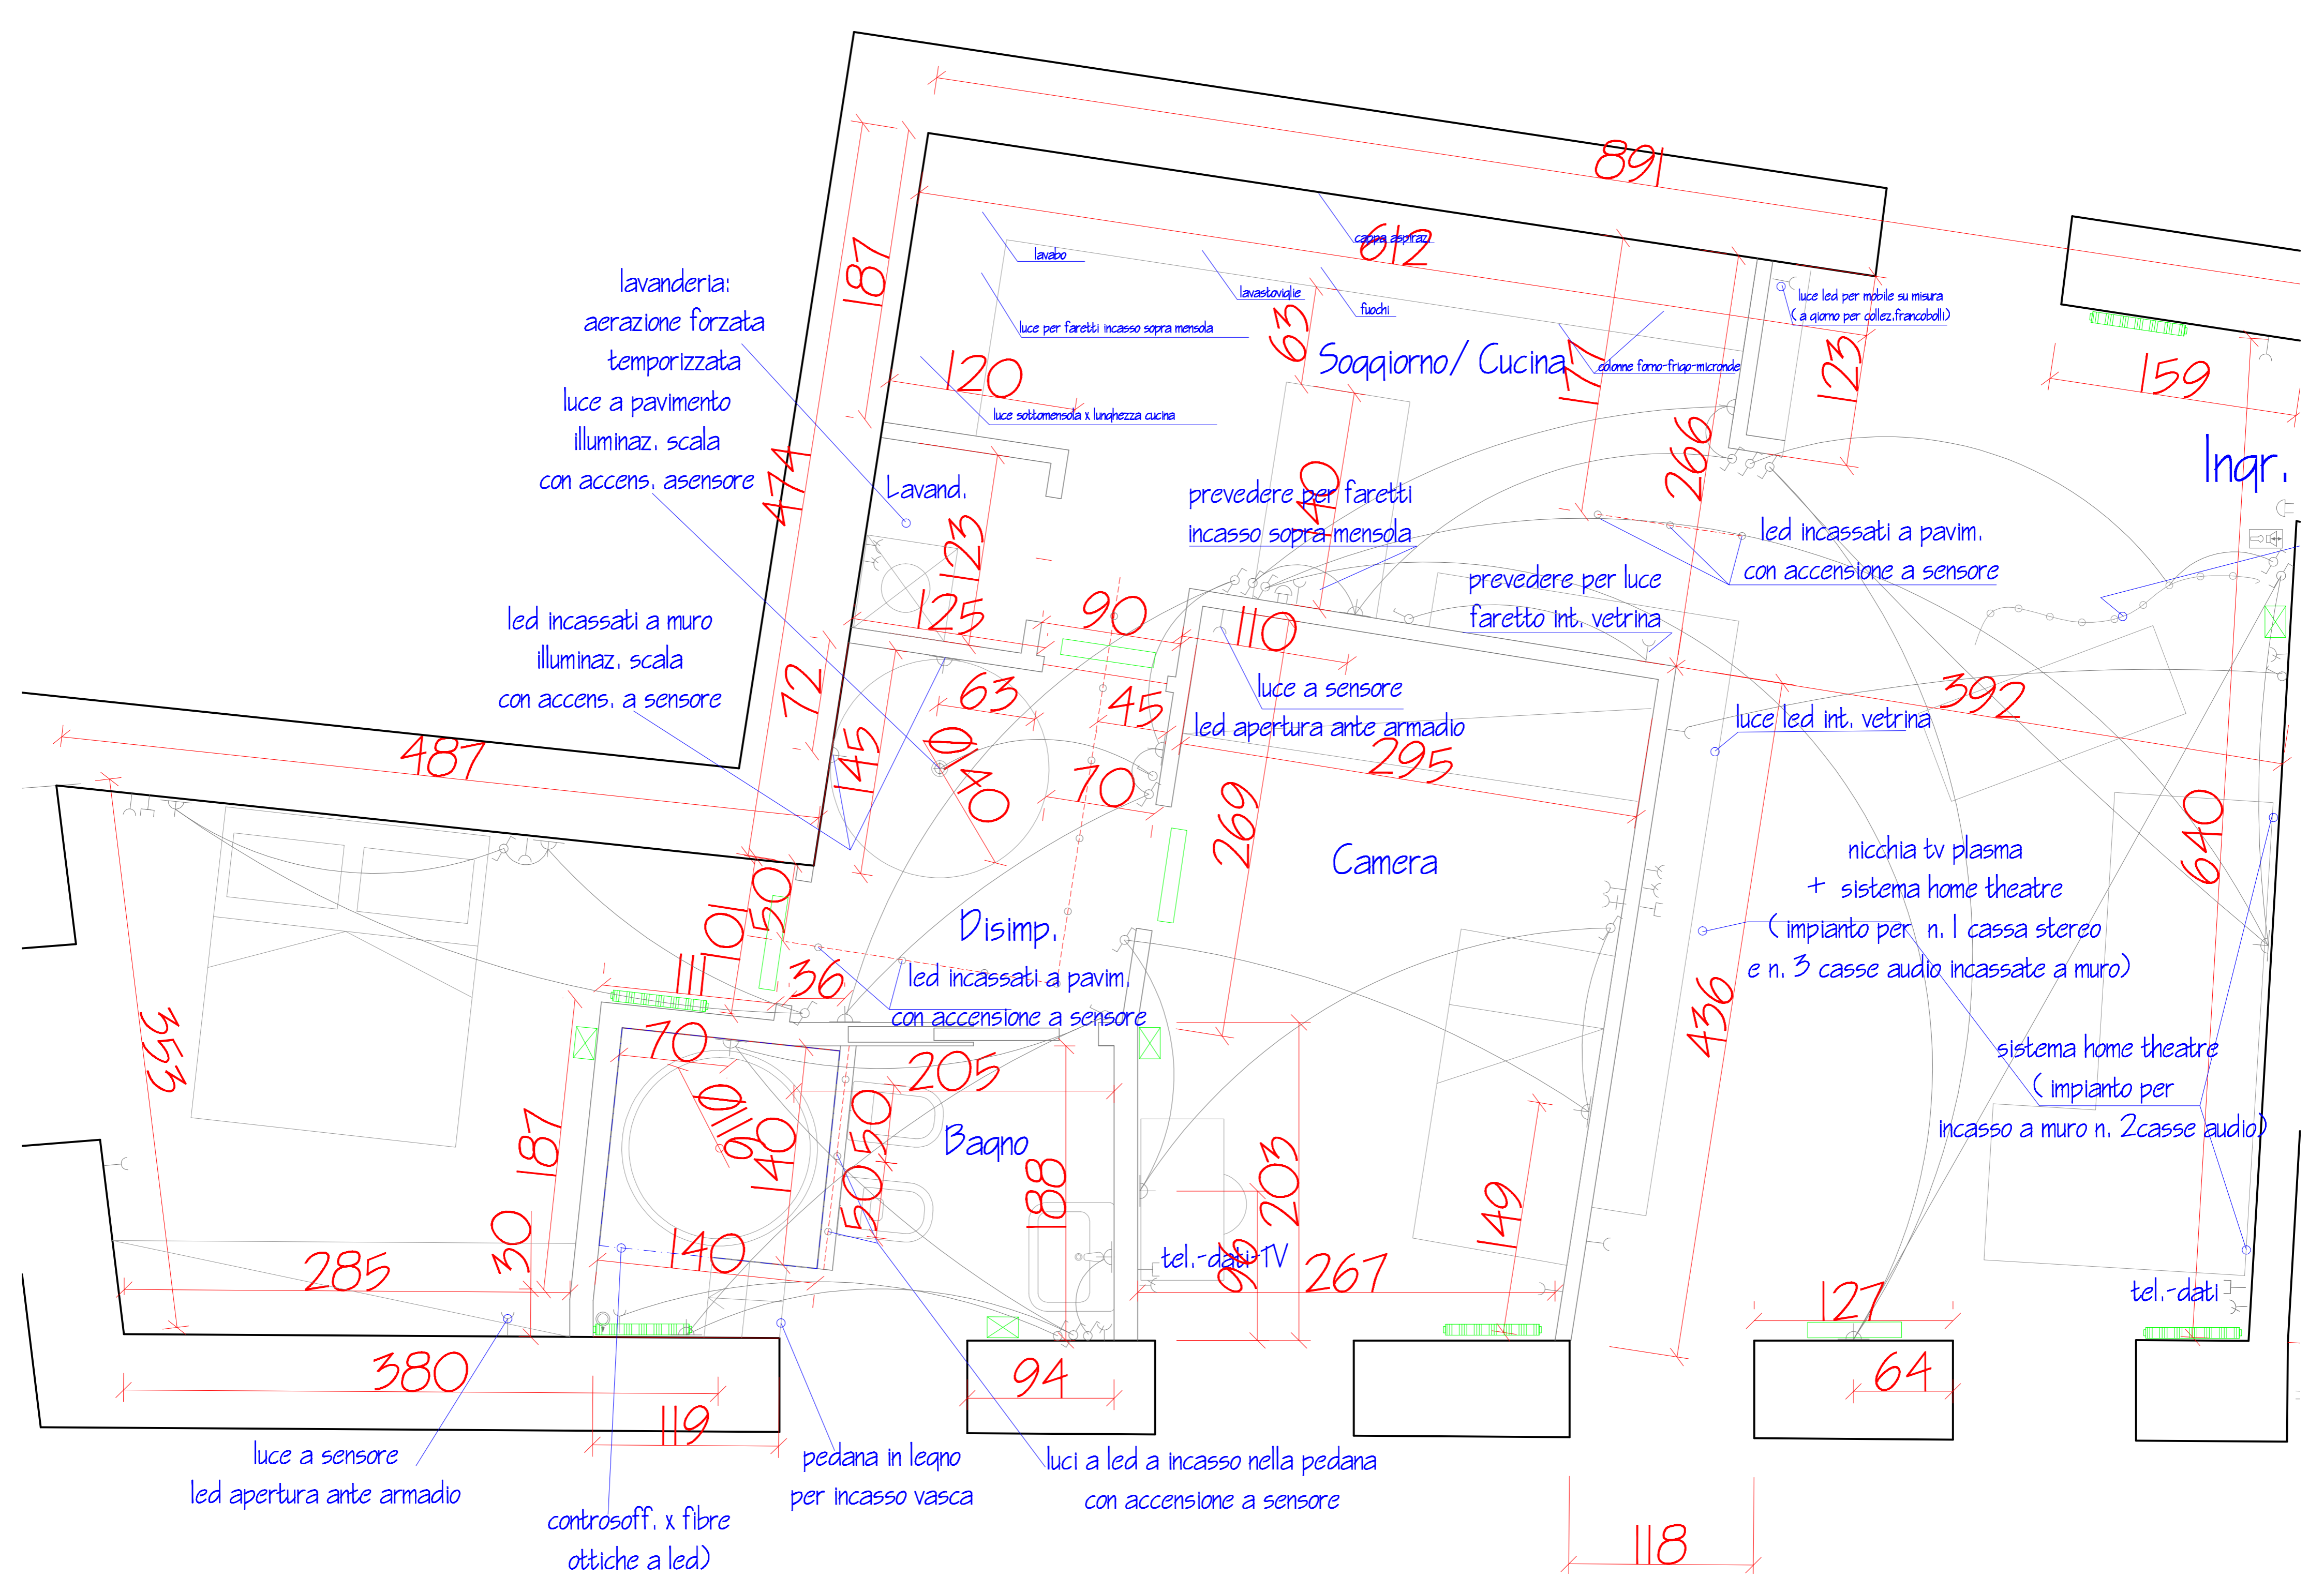 891
187
612
cappa aspiraz.
lavabo
lavanderia:
aerazione forzata
temporizzata
luce a pavimento
illuminaz. scala
con accens. asensore
lavastoviglie
fuochi
luce per faretti incasso sopra mensola
63
Soggiorno/ Cucina
177
colonne forno-frigo-micronde
luce led per mobile su misura
( a giorno per collez.francobolli)
123
159
120
luce sottomensola x lunghezza cucina
266
Ingr.
474
Lavand.
prevedere per faretti
incasso sopra mensola
140
led incassati a pavim.
con accensione a sensore
123
125
90
110
prevedere per luce
faretto int. vetrina
led incassati a muro
illuminaz. scala
con accens. a sensore
72
63
45
luce a sensore
led apertura ante armadio
392
luce led int. vetrina
487
145
Ø140
70
295
269
640
Camera
nicchia tv plasma
+ sistema home theatre
( impianto per n. 1 cassa stereo
e n. 3 casse audio incassate a muro)
50
101
111
36
Disimp.
led incassati a pavim.
con accensione a sensore
353
70
205
436
sistema home theatre
( impianto per
incasso a muro n. 2casse audio)
187
Ø116
140
50
50
Bagno
188
203
149
30
285
140
tel.-dati-TV
96
267
127
tel.-dati
380
94
64
119
luce a sensore
led apertura ante armadio
pedana in legno
per incasso vasca
luci a led a incasso nella pedana
con accensione a sensore
controsoff. x fibre
ottiche a led)
118